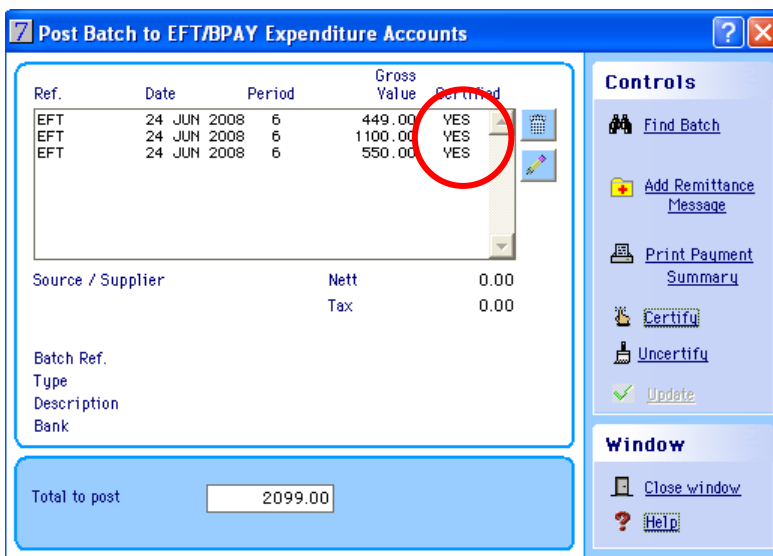 7 Post Batch to EFT/BPAY Expenditure Accounts ? X
Gross
Ref. Date Period Value Certified
EFT 24 JUN 2008 6 449.00 YES
EFT 24 JUN 2008 6 1100.00 YES
EFT 24 JUN 2008 6 550.00 YES
Source / Supplier Nett 0.00
Tax 0.00
Batch Ref.
Type
Description
Bank
Total to post 2099.00
Controls
Find Batch
Add Remittance
Message
Print Payment
Summary
Certify
Uncertify
Update
Window
Close window
? Help